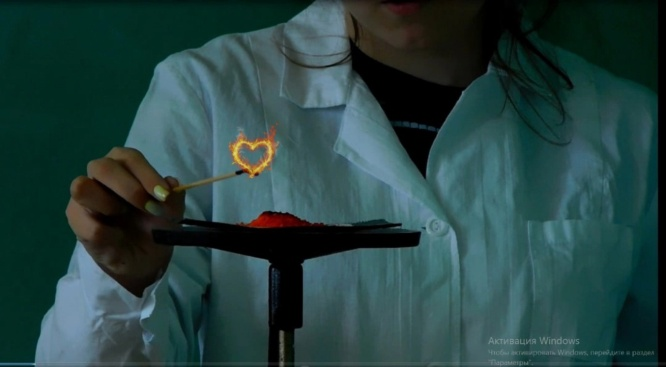 Активация Windows
Чтобы активировать Windows, перейдите в раздел
"Параметры".